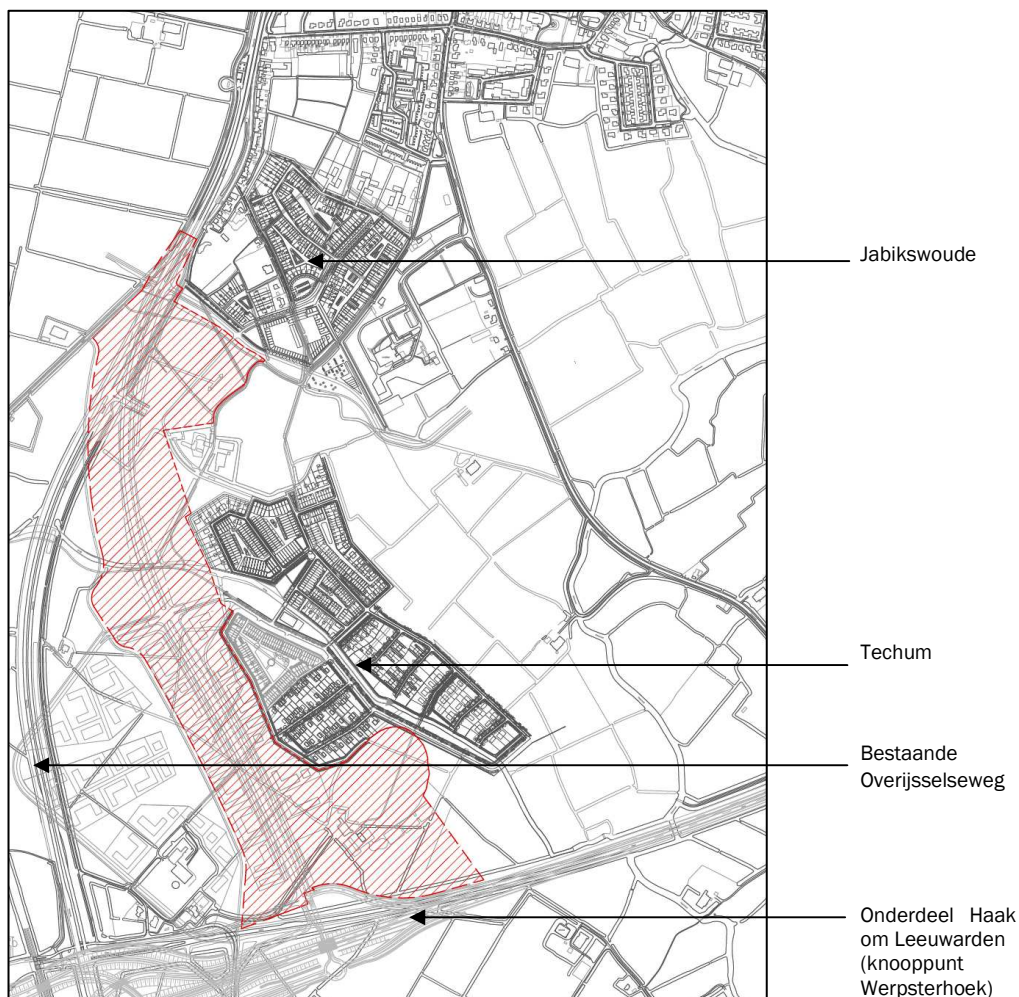 Jabikswoude
Techum
Bestaande
Overijsselseweg
Onderdeel Haak
om Leeuwarden
(knooppunt
Werpsterhoek)